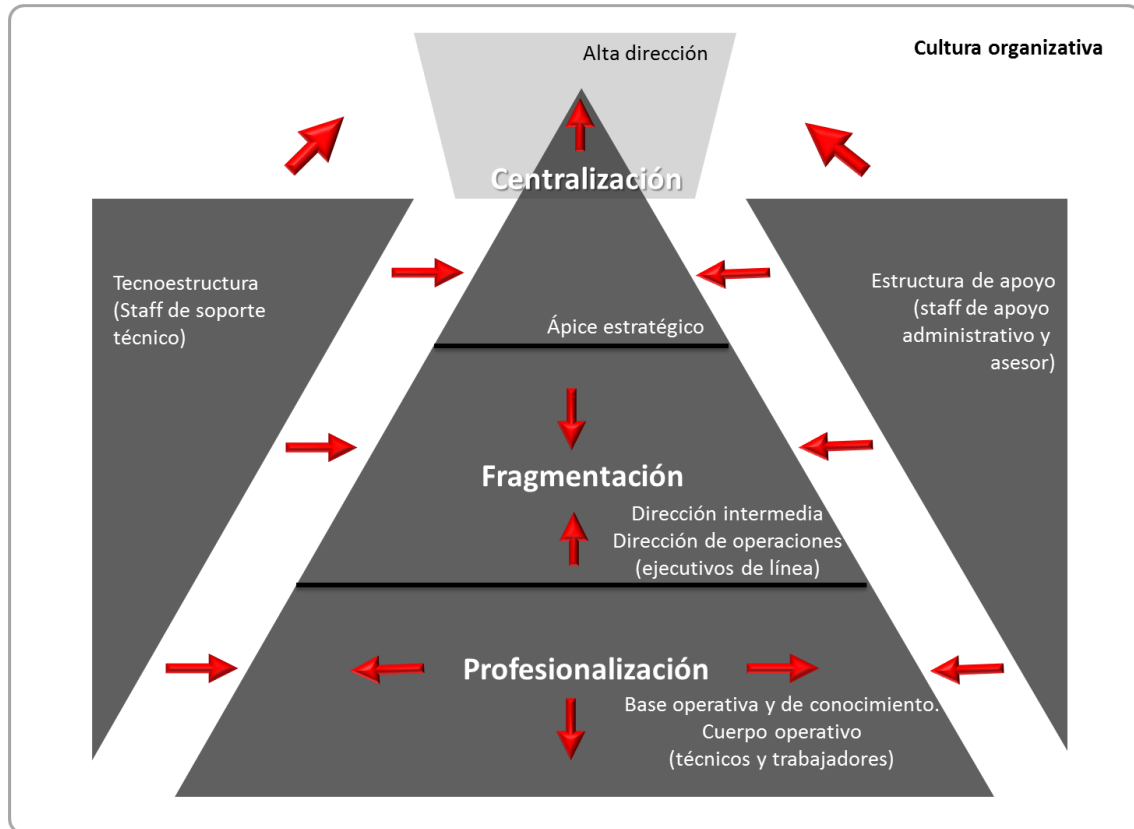 Alta dirección
Cultura organizativa
Centralización
Tecnoestructura
(Staff de soporte
técnico)
Estructura de apoyo
(staff de apoyo
administrativo y
asesor)
Ápice estratégico
Fragmentación
Dirección intermedia
Dirección de operaciones
(ejecutivos de línea)
Profesionalización
Base operativa y de conocimiento.
Cuerpo operativo
(técnicos y trabajadores)